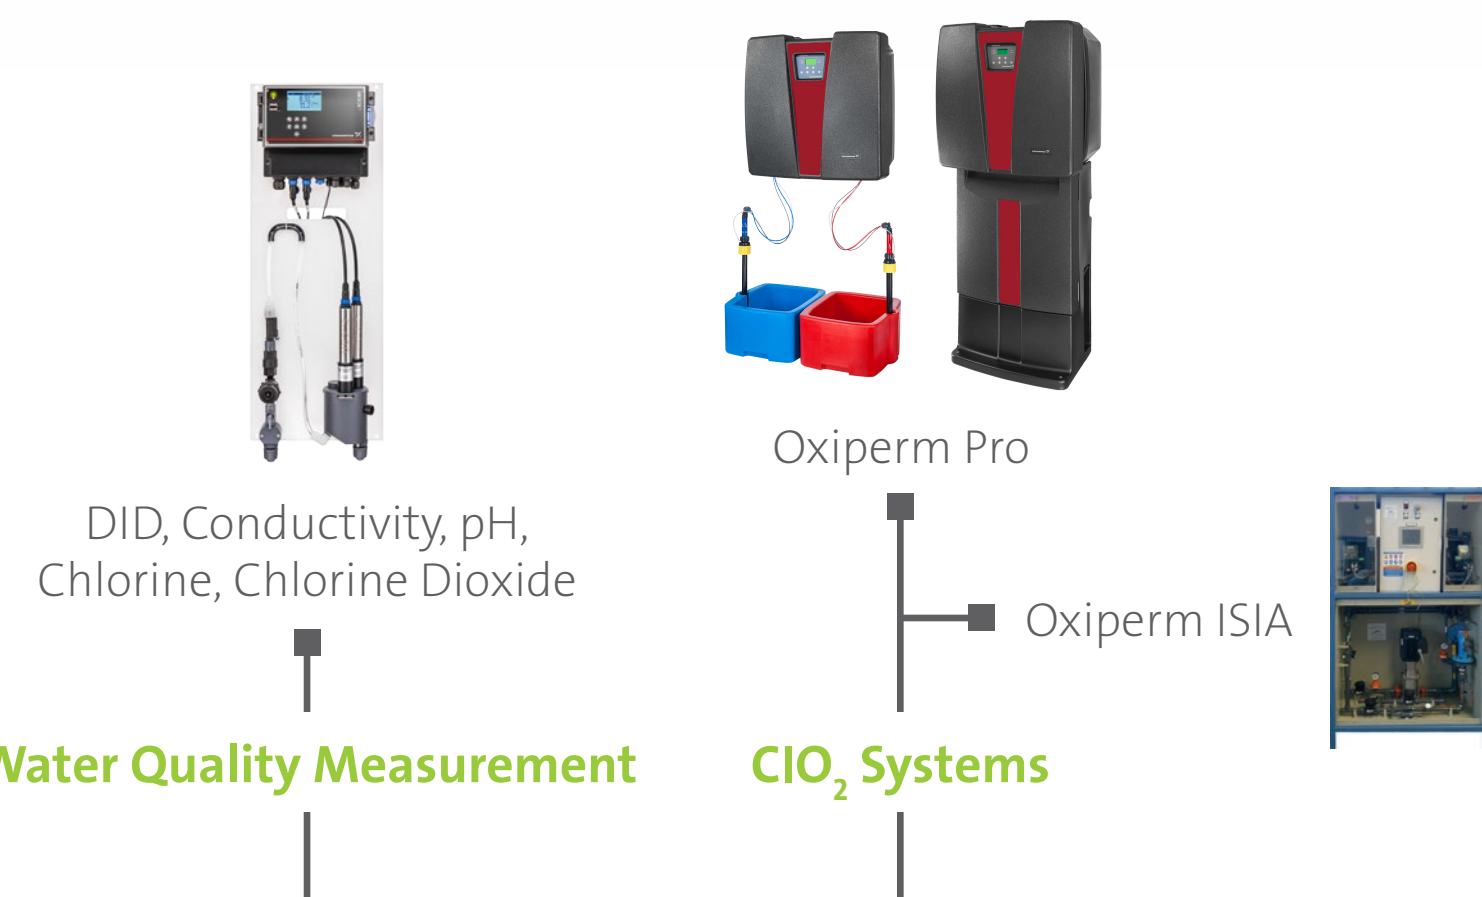 Oxiperm Pro
DID, Conductivity, pH,
Chlorine, Chlorine Dioxide
Oxiperm ISIA
Water Quality Measurement
ClO₂ Systems